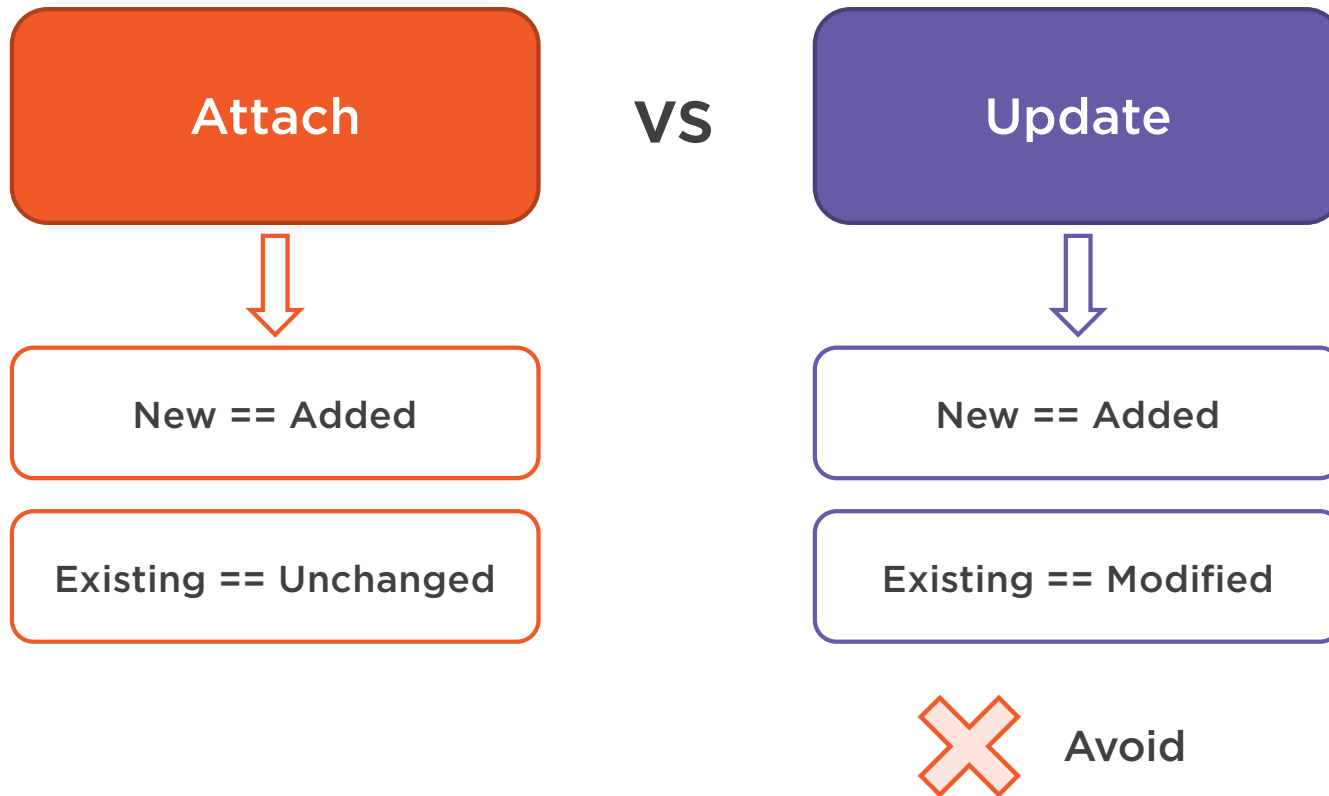 Attach
vs
Update
New == Added
New == Added
Existing == Unchanged
Existing == Modified
Avoid